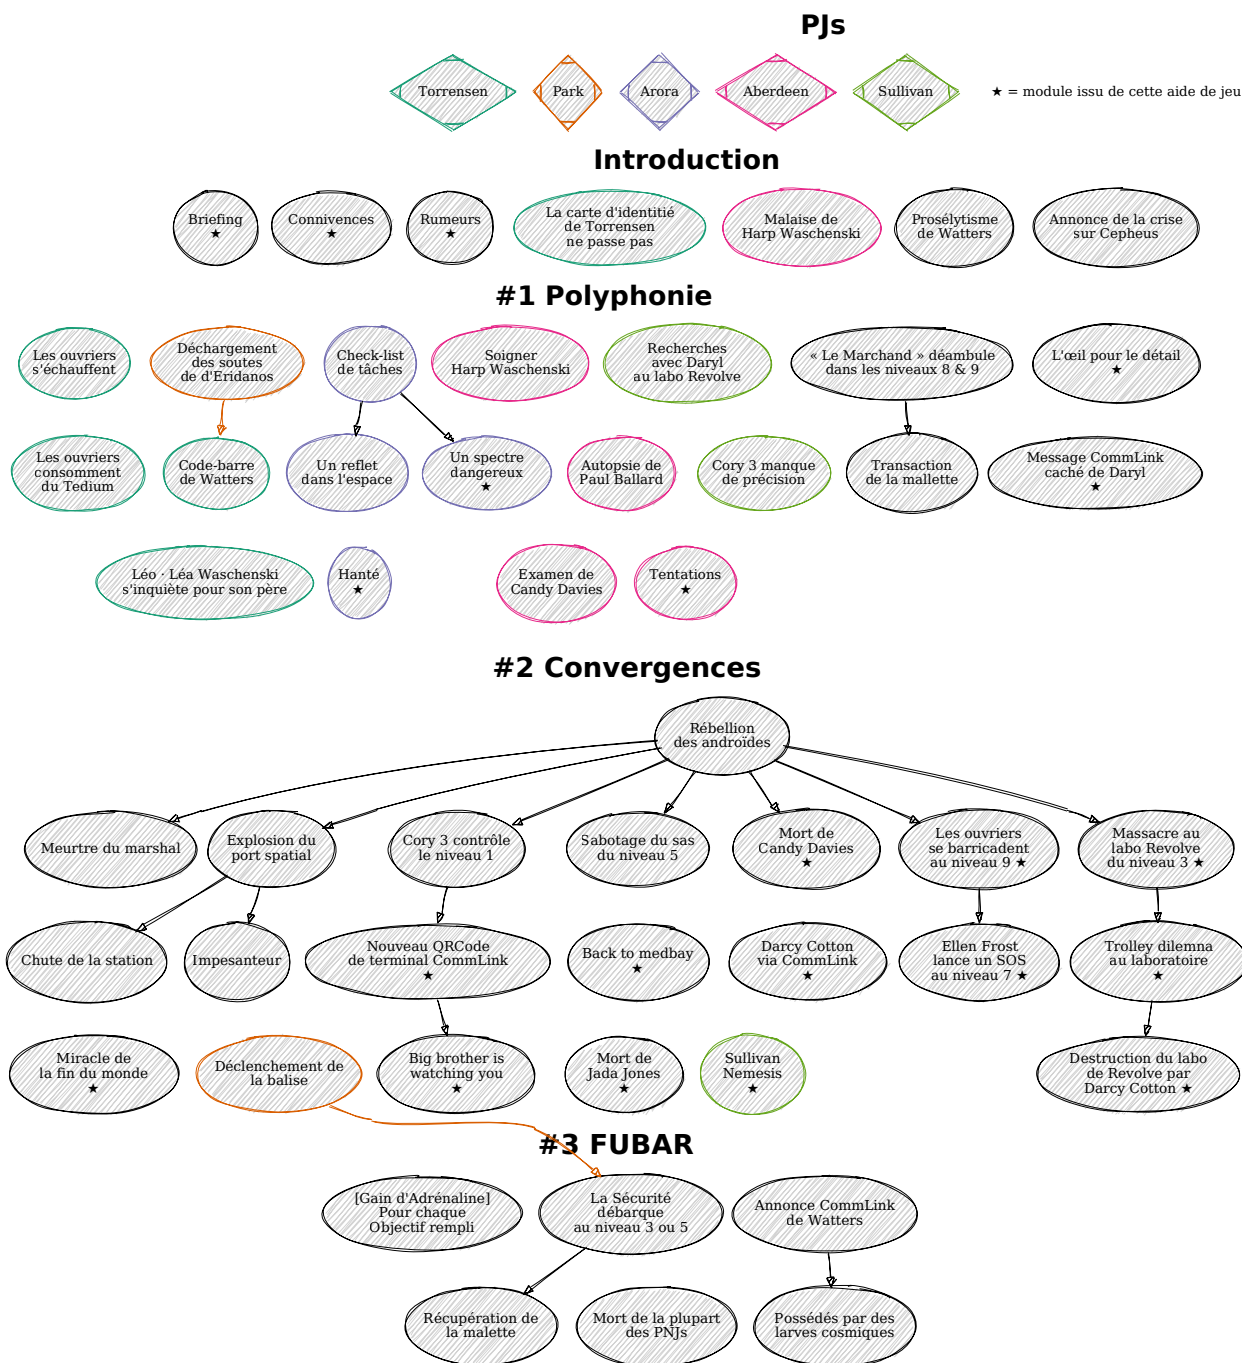 PJs
Torrensen
Park
Arora
Aberdeen
Sullivan
★ = module issu de cette aide de jeu
Introduction
Briefing
★
Connivences
★
Rumeurs
★
La carte d'identitié
de Torrensen
ne passe pas
Malaise de
Harp Waschenski
Prosélytisme
de Watters
Annonce de la crise
sur Cepheus
#1 Polyphonie
Les ouvriers
s'échauffent
Déchargement
des soutes
de d'Eridanos
Check-list
de tâches
Soigner
Harp Waschenski
Recherches
avec Daryl
au labo Revolve
« Le Marchand » déambule
dans les niveaux 8 & 9
L'œil pour le détail
★
Les ouvriers
consomment
du Tedium
Code-barre
de Watters
Un reflet
dans l'espace
Un spectre
dangereux
★
Autopsie de
Paul Ballard
Cory 3 manque
de précision
Transaction
de la mallette
Message CommLink
caché de Daryl
★
Léo · Léa Waschenski
s'inquiète pour son père
Hanté
★
Examen de
Candy Davies
Tentations
★
#2 Convergences
Rébellion
des androïdes
Meurtre du marshal
Explosion du
port spatial
Cory 3 contrôle
le niveau 1
Sabotage du sas
du niveau 5
Mort de
Candy Davies
★
Les ouvriers
se barricadent
au niveau 9 ★
Massacre au
labo Revolve
du niveau 3 ★
Chute de la station
Impesanteur
Nouveau QRCode
de terminal CommLink
★
Back to medbay
★
Darcy Cotton
via CommLink
★
Ellen Frost
lance un SOS
au niveau 7 ★
Trolley dilemna
au laboratoire
★
Miracle de
la fin du monde
★
Déclenchement de
la balise
Big brother is
watching you
★
Mort de
Jada Jones
★
Sullivan
Nemesis
★
Destruction du labo
de Revolve par
Darcy Cotton ★
#3 FUBAR
[Gain d'Adrénaline]
Pour chaque
Objectif rempli
La Sécurité
débarque
au niveau 3 ou 5
Annonce CommLink
de Watters
Récupération de
la malette
Mort de la plupart
des PNJs
Possédés par des
larves cosmiques